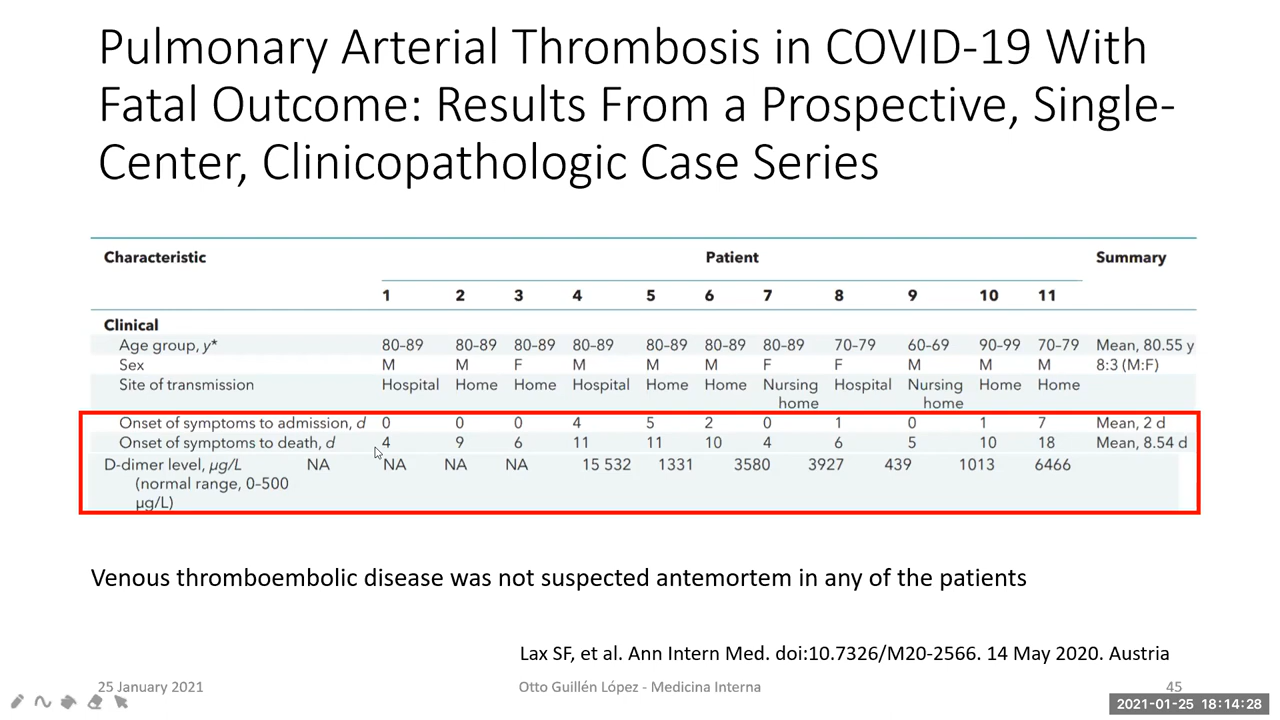 Pulmonary Arterial Thrombosis in COVID-19 With
Fatal Outcome: Results From a Prospective, Single-
Center, Clinicopathologic Case Series
Characteristic Patient Summary
1 2 3 4 5 6 7 8 9 10 11
Clinical
Age group, y* 80–89 80–89 80–89 80–89 80–89 80–89 80–89 70–79 60–69 90–99 70–79 Mean, 80.55 y
Sex M M F M M M F F M M M 8:3 (M:F)
Site of transmission Hospital Home Home Hospital Home Home Nursing Hospital Nursing Home Home
home home
Onset of symptoms to admission, d 0 0 0 4 5 2 0 1 0 1 7 Mean, 2 d
Onset of symptoms to death, d 4 9 6 11 11 10 4 6 5 10 18 Mean, 8.54 d
D-dimer level, µg/L NA NA NA NA 15 532 1331 3580 3927 439 1013 6466
(normal range, 0–500
µg/L)
Venous thromboembolic disease was not suspected antemortem in any of the patients
Lax SF, et al. Ann Intern Med. doi:10.7326/M20-2566. 14 May 2020. Austria
25 January 2021 Otto Guillén López - Medicina Interna 45
2021-01-25 18:14:28